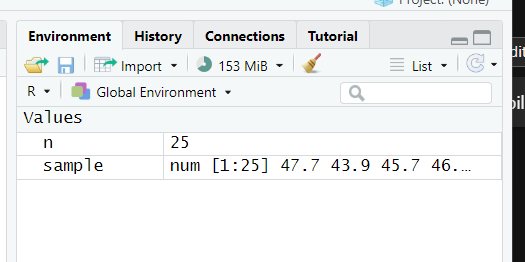 Project: (None)
Environment History Connections Tutorial
Import 153 MiB List
R Global Environment
Values
n 25
sample num [1:25] 47.7 43.9 45.7 46.…